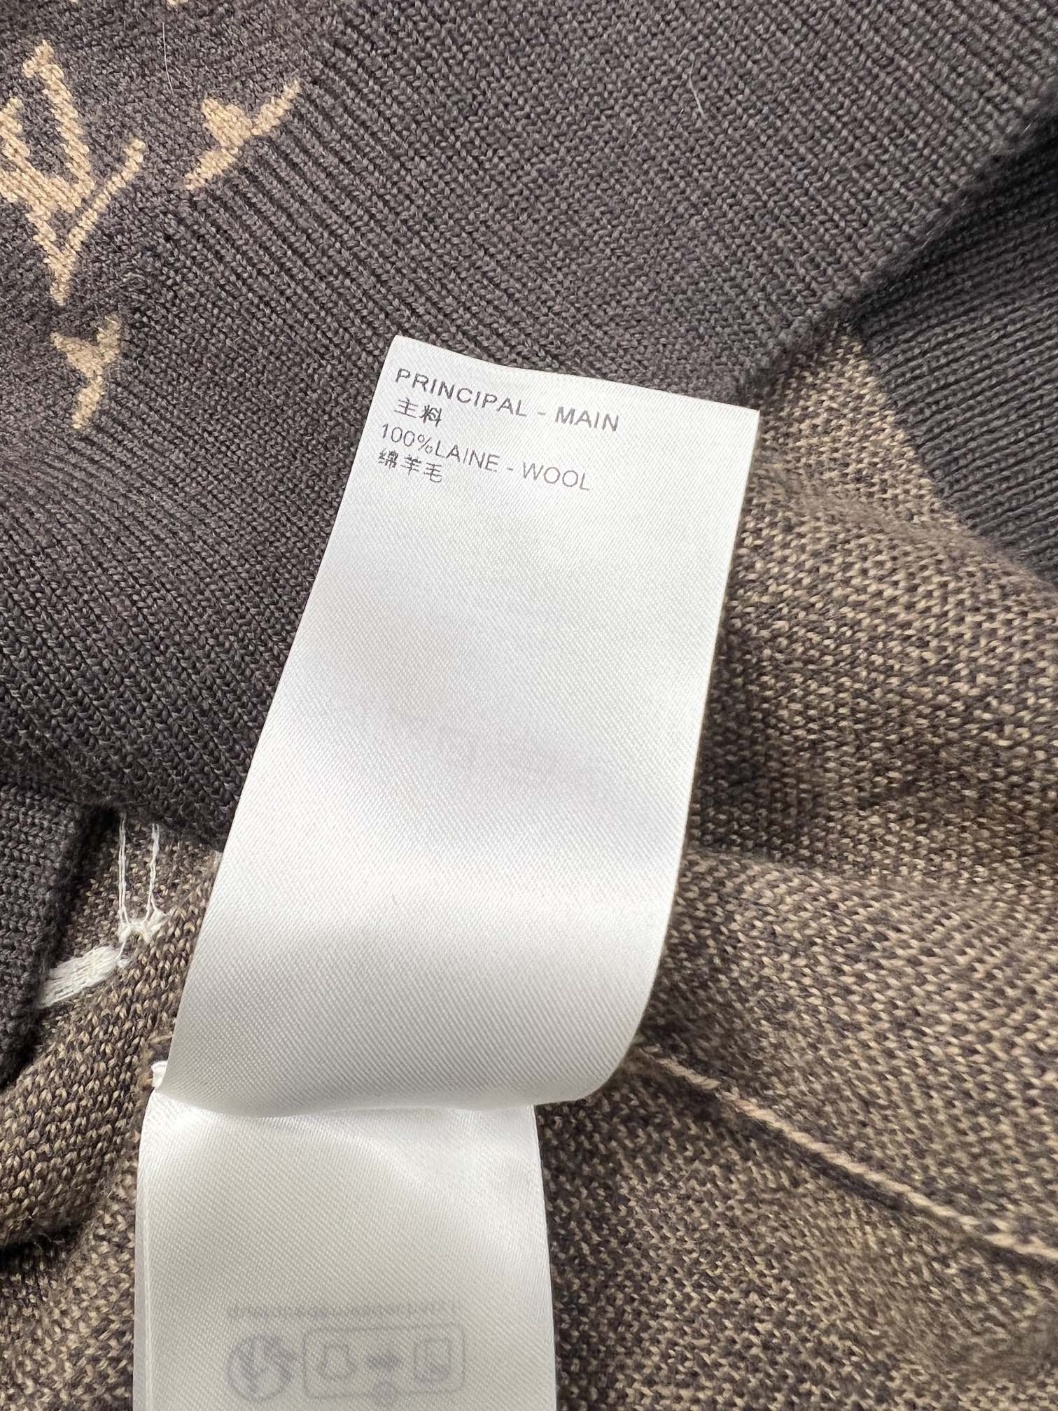 PRINCIPAL - MAIN
主料
100%LAINE - WOOL
绵羊毛